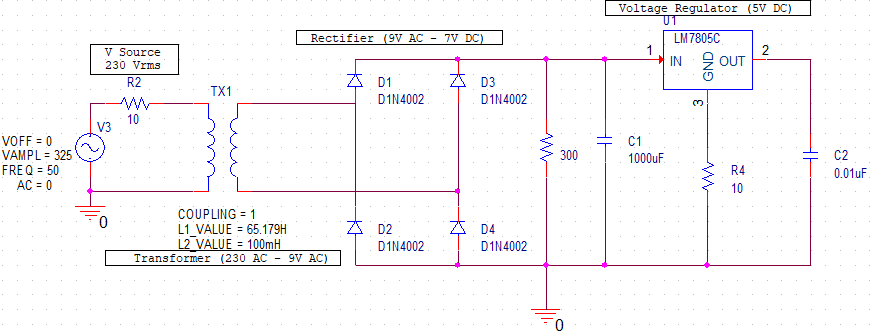 Voltage Regulator (5V DC)
U1
Rectifier (9V AC - 7V DC)
LM7805C
1
IN
OUT
2
GND
3
V Source
230 Vrms
R2
10
TX1
D1
D1N4002
D3
D1N4002
V3
VOFF = 0
VAMPL = 325
FREQ = 50
AC = 0
300
C1
1000uF
R4
10
C2
0.01uF
0
COUPLING = 1
L1_VALUE = 65.179H
L2_VALUE = 100mH
D2
D1N4002
D4
D1N4002
Transformer (230 AC - 9V AC)
0